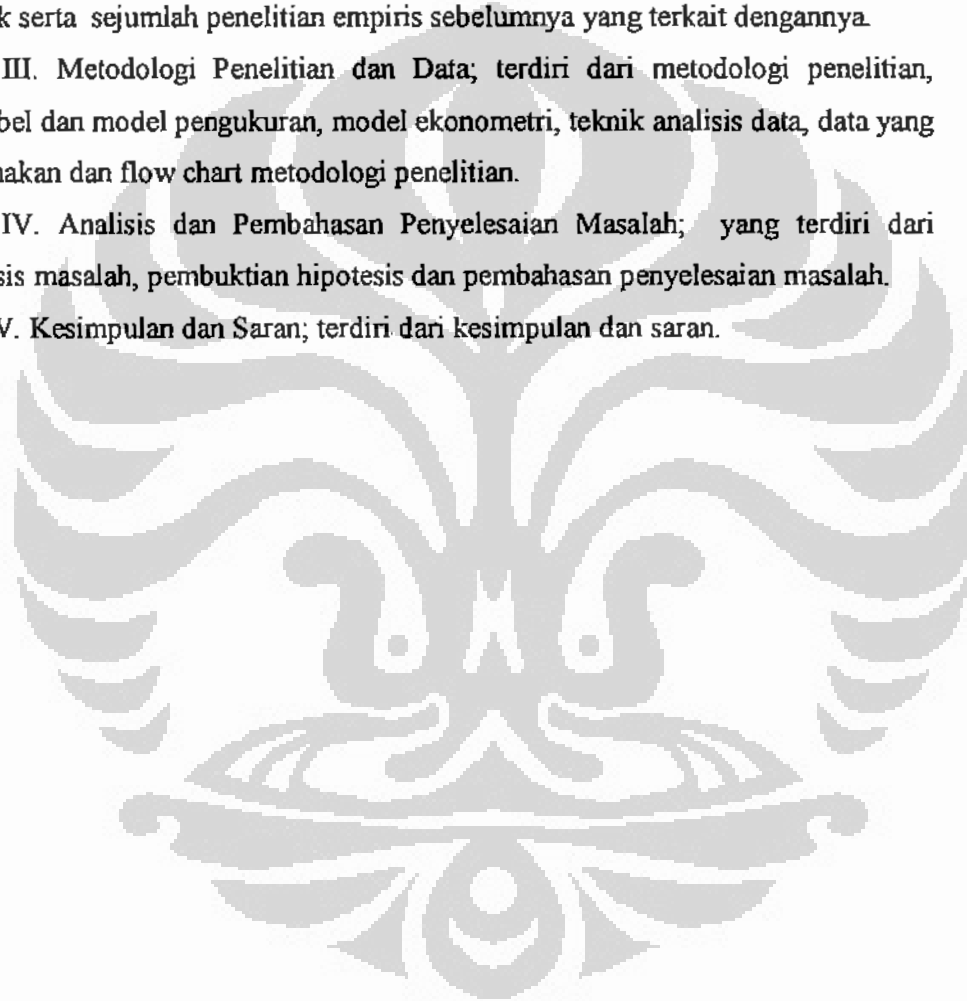 k serta sejumlah penelitian empiris sebelumnya yang terkait dengannya.
III. Metodologi Penelitian dan Data; terdiri dari metodologi penelitian,
bel dan model pengukuran, model ekonometri, teknik analisis data, data yang
nakan dan flow chart metodologi penelitian.
IV. Analisis dan Pembahasan Penyelesaian Masalah; yang terdiri dari
sis masalah, pembuktian hipotesis dan pembahasan penyelesaian masalah.
V. Kesimpulan dan Saran; terdiri dari kesimpulan dan saran.